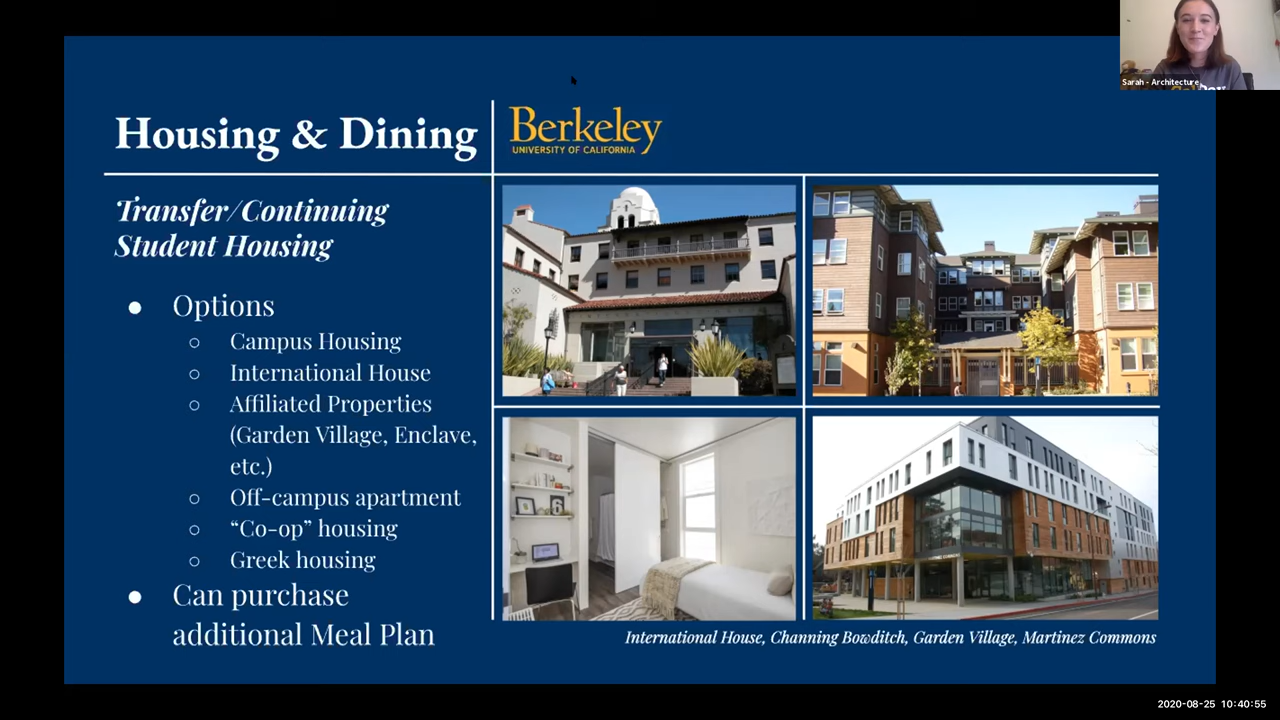 Sarah - Architecture
Housing & Dining
Berkeley
UNIVERSITY OF CALIFORNIA
Transfer/Continuing
Student Housing
● Options
○ Campus Housing
○ International House
○ Affiliated Properties
(Garden Village, Enclave,
etc.)
○ Off-campus apartment
○ “Co-op” housing
○ Greek housing
● Can purchase
additional Meal Plan
International House, Channing Bowditch, Garden Village, Martinez Commons
2020-08-25 10:40:55